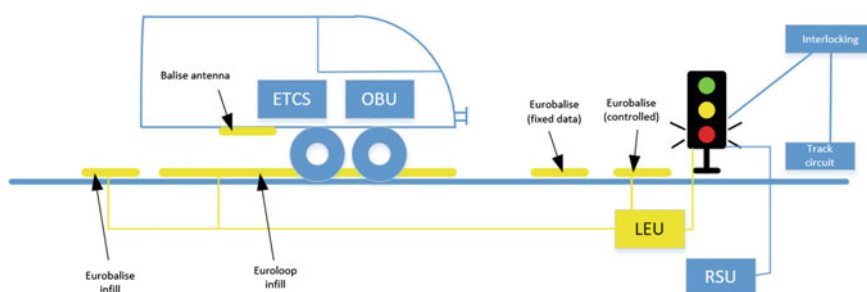 Interlocking
Balise antenna
ETCS
OBU
Eurobalise
(fixed data)
Eurobalise
(controlled)
Track
circuit
LEU
RSU
Eurobalise
infill
Euroloop
infill